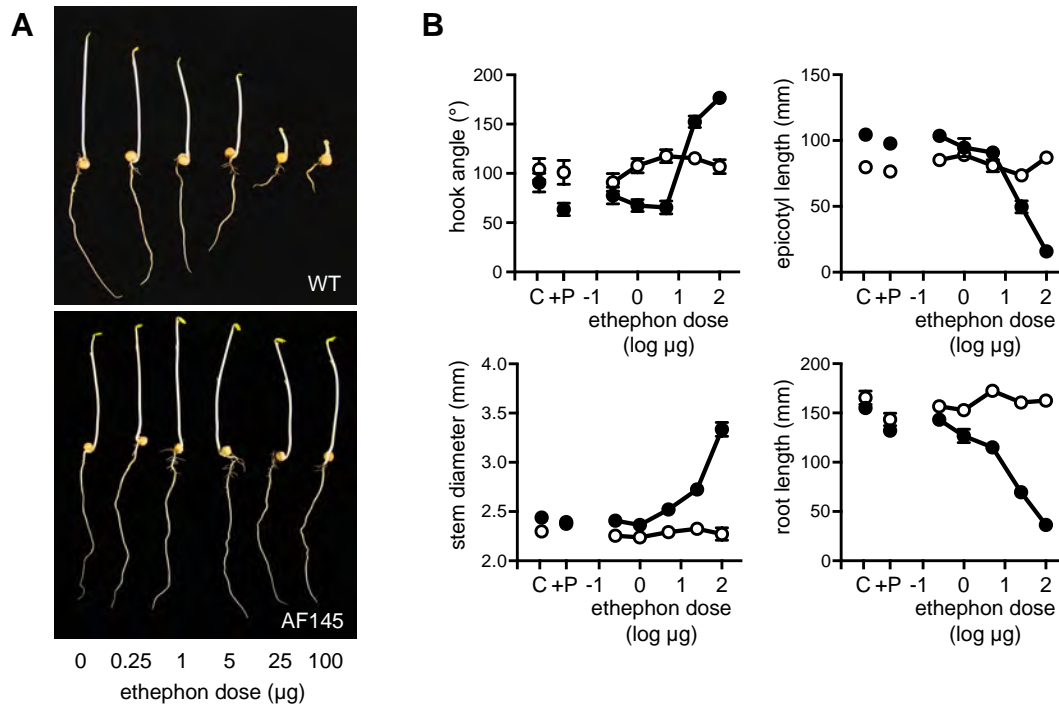 A
WT
AF145
0 0.25 1 5 25 100
ethephon dose (µg)
B
hook angle (°)
200
150
100
50
0
C +P -1 0 1 2
ethephon dose
(log µg)
epicotyl length (mm)
150
100
50
0
C +P -1 0 1 2
ethephon dose
(log µg)
stem diameter (mm)
4.0
3.5
3.0
2.5
2.0
C +P -1 0 1 2
ethephon dose
(log µg)
root length (mm)
200
150
100
50
0
C +P -1 0 1 2
ethephon dose
(log µg)